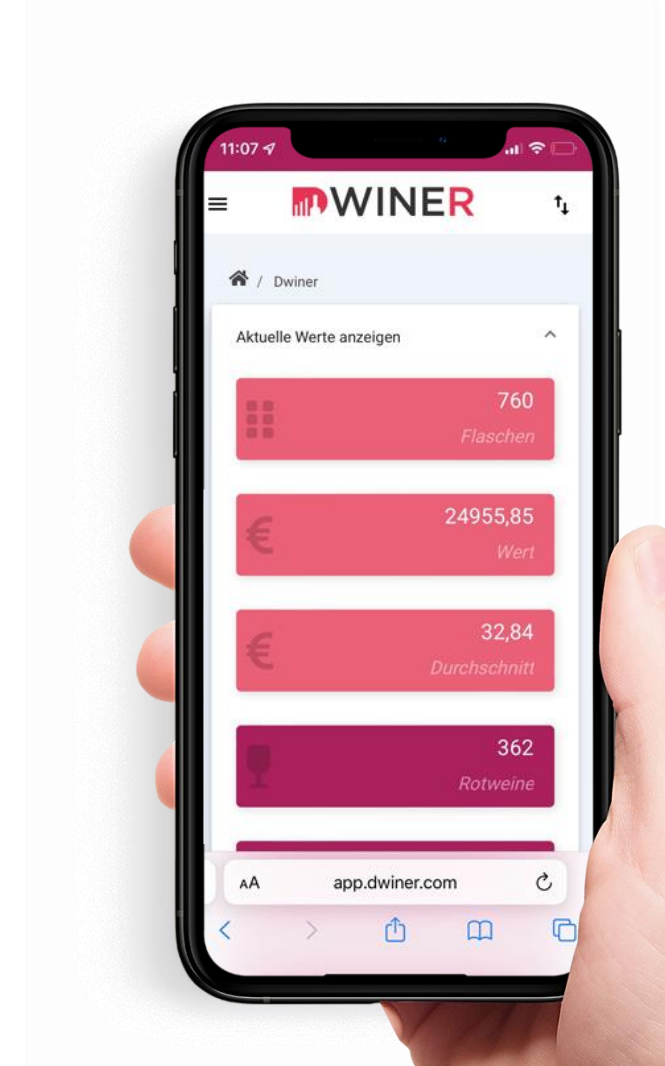 11:07
DWINER
/ Dwiner
Aktuelle Werte anzeigen
760
Flaschen
€
24955,85
Wert
€
32,84
Durchschnitt
362
Rotweine
AA
app.dwiner.com